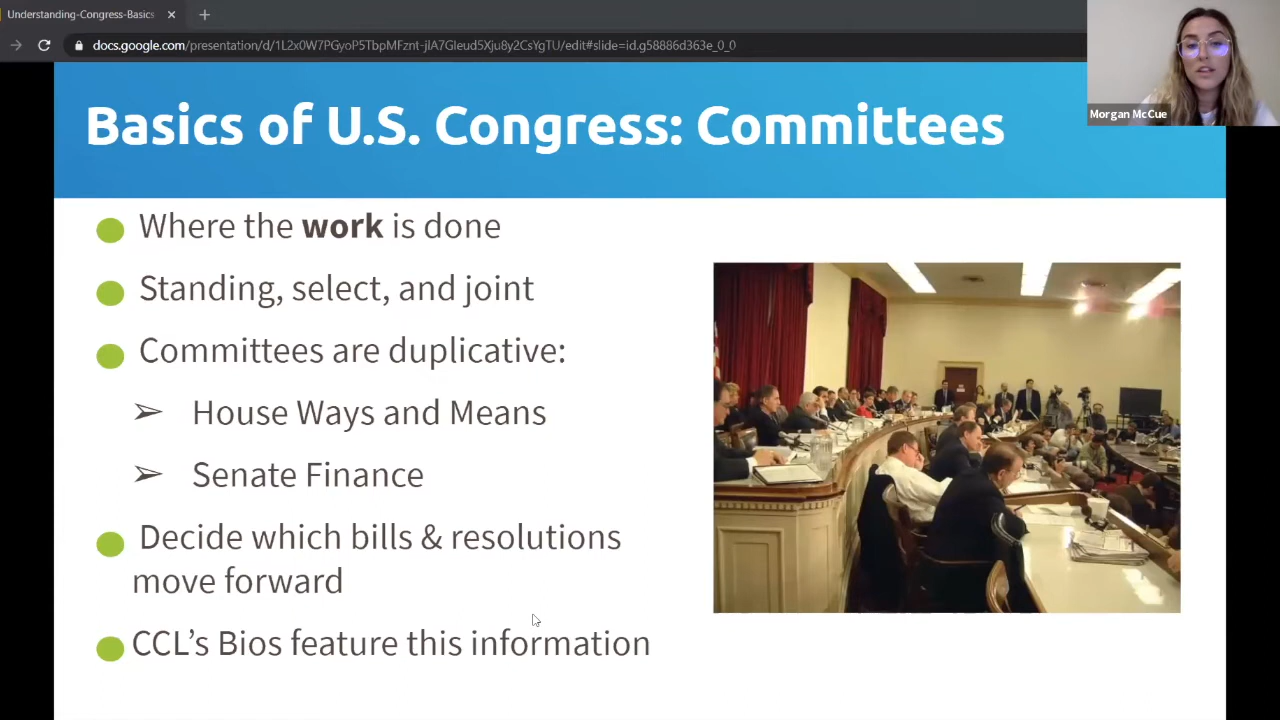 Understanding-Congress-Basics
docs.google.com/presentation/d/1L2x0W7PGyoP5TbpMFznt-jIA7Gleud5Xju8y2CsYgTU/edit#slide=id.g58886d363e_0_0
Morgan McCue
Basics of U.S. Congress: Committees
Where the work is done
Standing, select, and joint
Committees are duplicative:
House Ways and Means
Senate Finance
Decide which bills & resolutions
move forward
CCL’s Bios feature this information